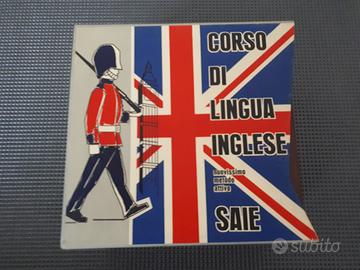 CORSO
DI
LINGUA
INGLESE
nuovissimo
metodo
attivo
SAIE
subito